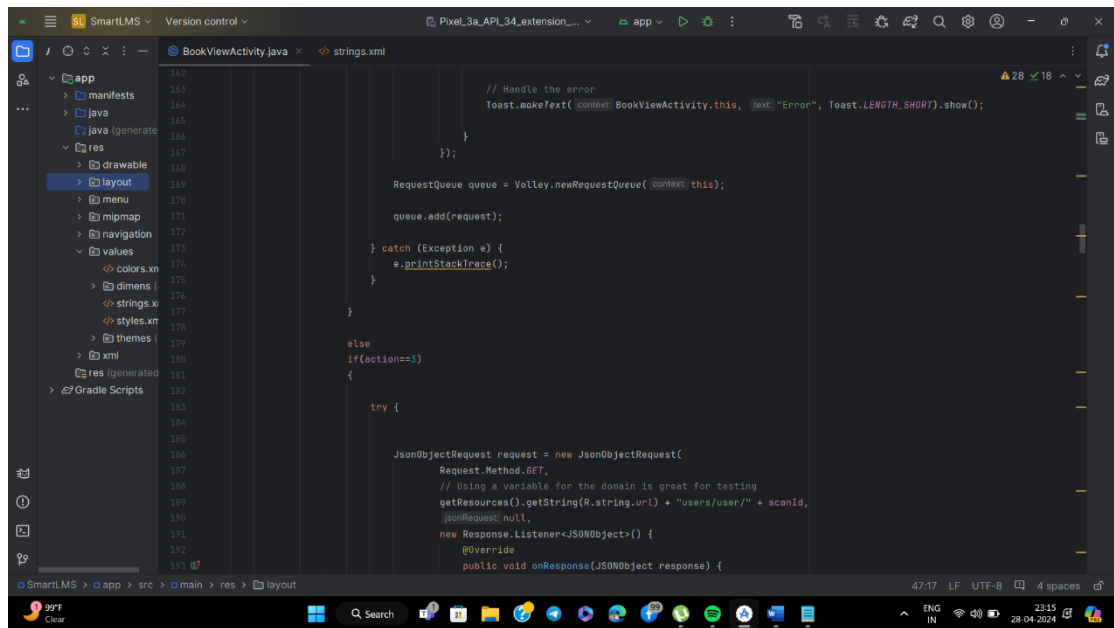 SL SmartLMS Version control Pixel_3a_API_34_extension_... app
BookViewActivity.java strings.xml
app
manifests
java
java (generate
res
drawable
layout
menu
mipmap
navigation
values
colors.xm
dimens (
strings.x
styles.xm
themes (
xml
res (generated
Gradle Scripts
28 18
162
163 // Handle the error
164 Toast.makeText( context: BookViewActivity.this, text: "Error", Toast.LENGTH_SHORT).show();
165
166 }
167 });
168
169 RequestQueue queue = Volley.newRequestQueue( context: this);
170
171 queue.add(request);
172
173 } catch (Exception e) {
174 e.printStackTrace();
175 }
176
177 }
178
179 else
180 if(action==3)
181 {
182
183 try {
184
185
186 JsonObjectRequest request = new JsonObjectRequest(
187 Request.Method.GET,
188 // Using a variable for the domain is great for testing
189 getResources().getString(R.string.url) + "users/user/" + scanId,
190 jsonRequest: null,
191 new Response.Listener<JSONObject>() {
192 @Override
193 public void onResponse(JSONObject response) {
SmartLMS > app > src > main > res > layout 47:17 LF UTF-8 4 spaces
1 99°F
Clear
Search
99
ENG
IN
23:15
28-04-2024